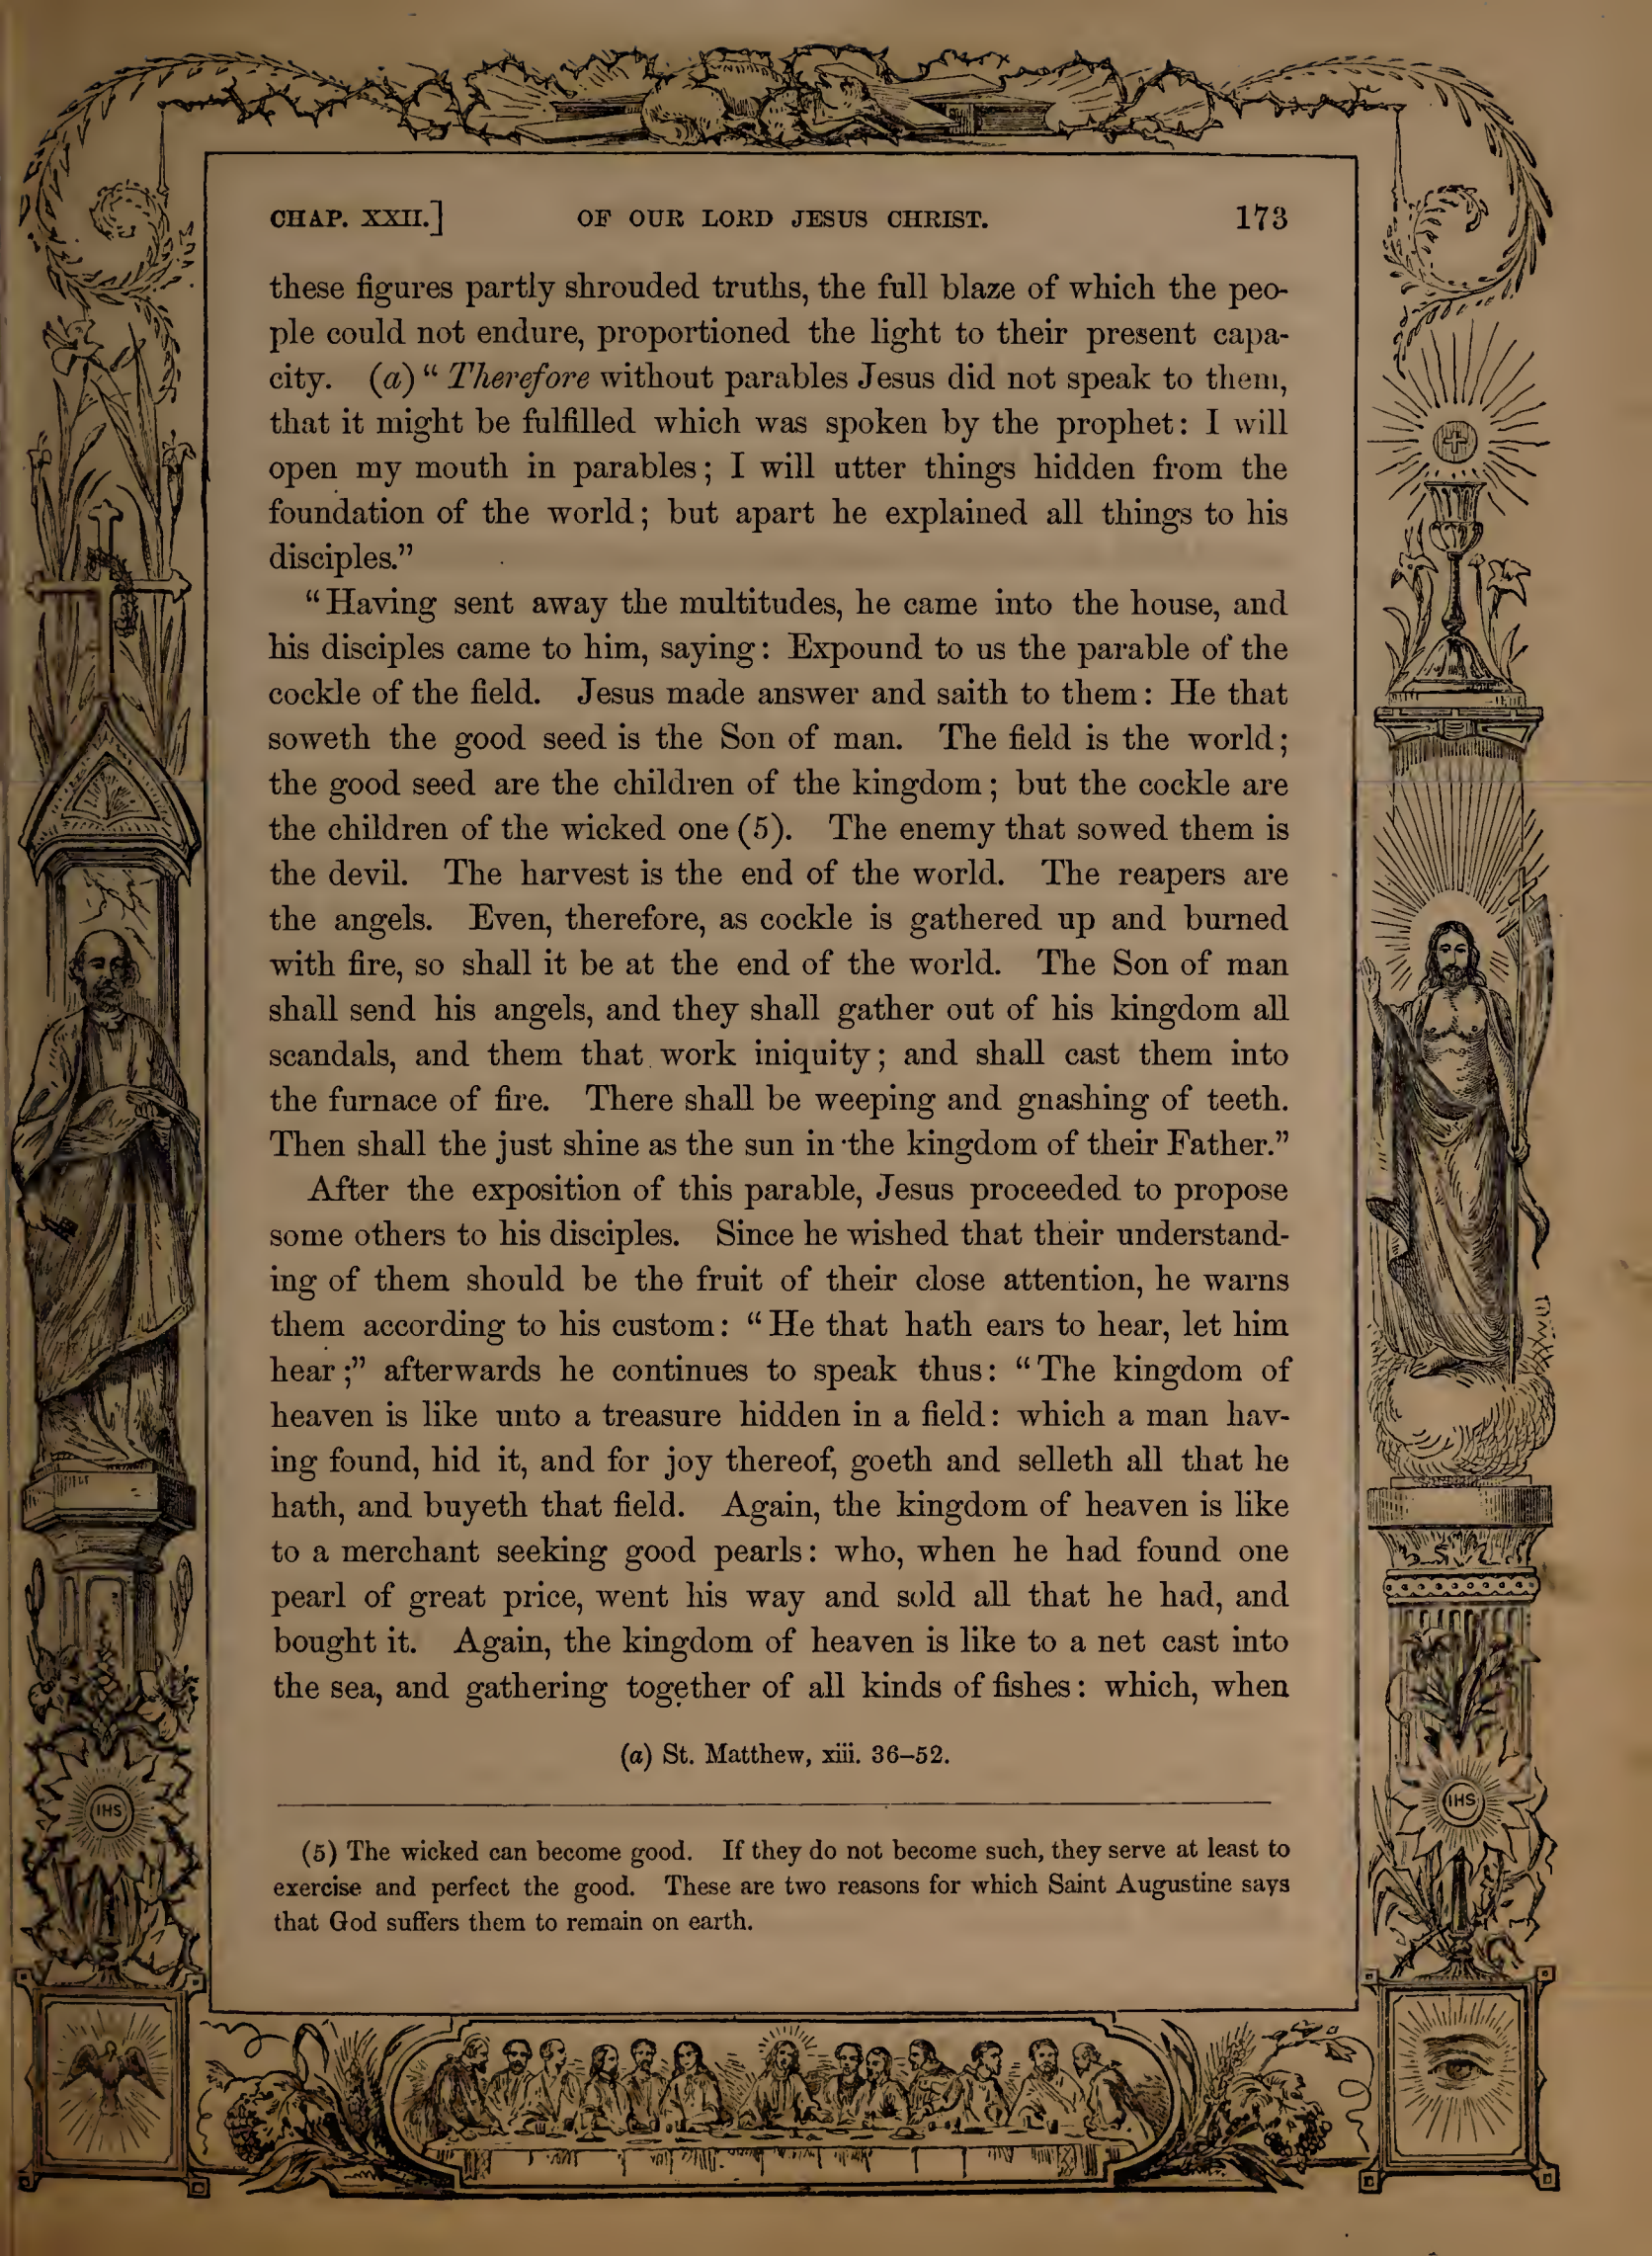 CHAP. XXII.] OF OUR LORD JESUS CHRIST. 173
these figures partly shrouded truths, the full blaze of which the peo-
ple could not endure, proportioned the light to their present capa-
city. (a) “ Therefore without parables Jesus did not speak to them,
that it might be fulfilled which was spoken by the prophet: I will
open my mouth in parables; I will utter things hidden from the
foundation of the world; but apart he explained all things to his
disciples.”
“Having sent away the multitudes, he came into the house, and
his disciples came to him, saying: Expound to us the parable of the
cockle of the field. Jesus made answer and saith to them: He that
soweth the good seed is the Son of man. The field is the world;
the good seed are the children of the kingdom; but the cockle are
the children of the wicked one (5). The enemy that sowed them is
the devil. The harvest is the end of the world. The reapers are
the angels. Even, therefore, as cockle is gathered up and burned
with fire, so shall it be at the end of the world. The Son of man
shall send his angels, and they shall gather out of his kingdom all
scandals, and them that work iniquity; and shall cast them into
the furnace of fire. There shall be weeping and gnashing of teeth.
Then shall the just shine as the sun in the kingdom of their Father.”
After the exposition of this parable, Jesus proceeded to propose
some others to his disciples. Since he wished that their understand-
ing of them should be the fruit of their close attention, he warns
them according to his custom: “He that hath ears to hear, let him
hear;” afterwards he continues to speak thus: “The kingdom of
heaven is like unto a treasure hidden in a field: which a man hav-
ing found, hid it, and for joy thereof, goeth and selleth all that he
hath, and buyeth that field. Again, the kingdom of heaven is like
to a merchant seeking good pearls: who, when he had found one
pearl of great price, went his way and sold all that he had, and
bought it. Again, the kingdom of heaven is like to a net cast into
the sea, and gathering together of all kinds of fishes: which, when
(a) St. Matthew, xiii. 36–52.
(5) The wicked can become good. If they do not become such, they serve at least to
exercise and perfect the good. These are two reasons for which Saint Augustine says
that God suffers them to remain on earth.
IHS
IHS